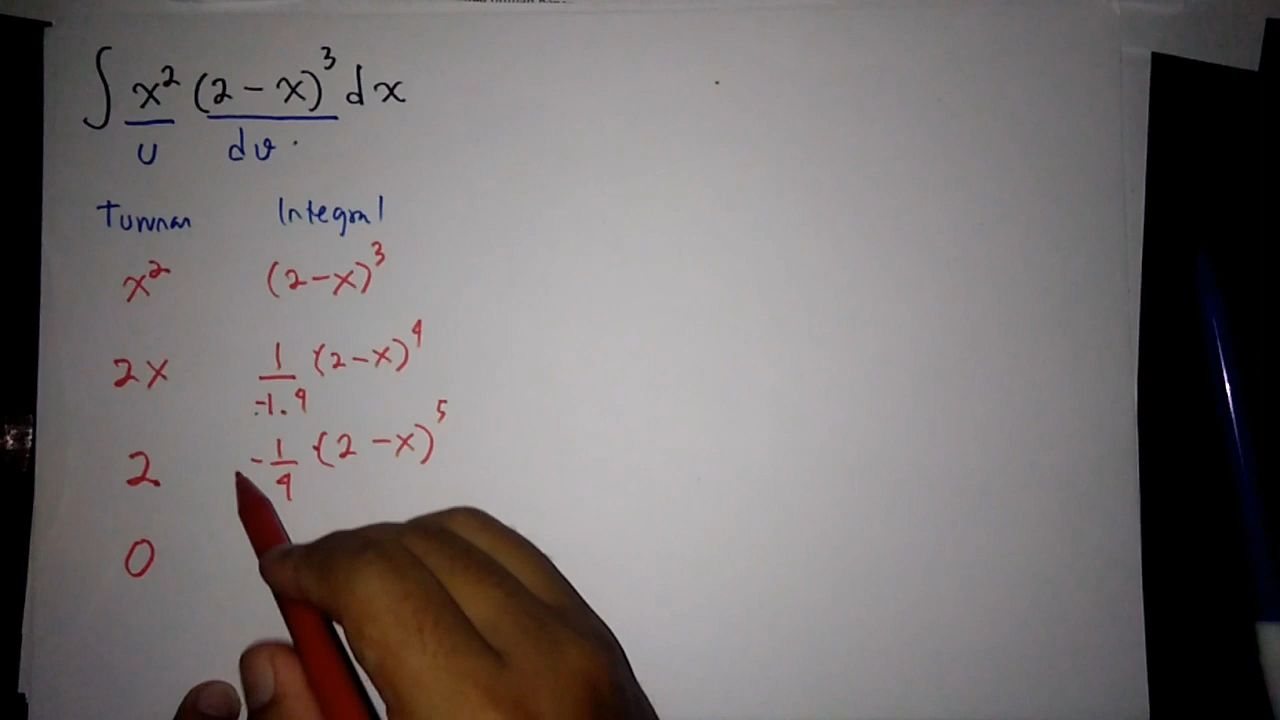 ∫ x² (2 - x)³ dx
u dv
Turunan Integral
x² (2-x)³
2x 1/-1.4 (2-x)⁴
2 -1/4 (2-x)⁵
0